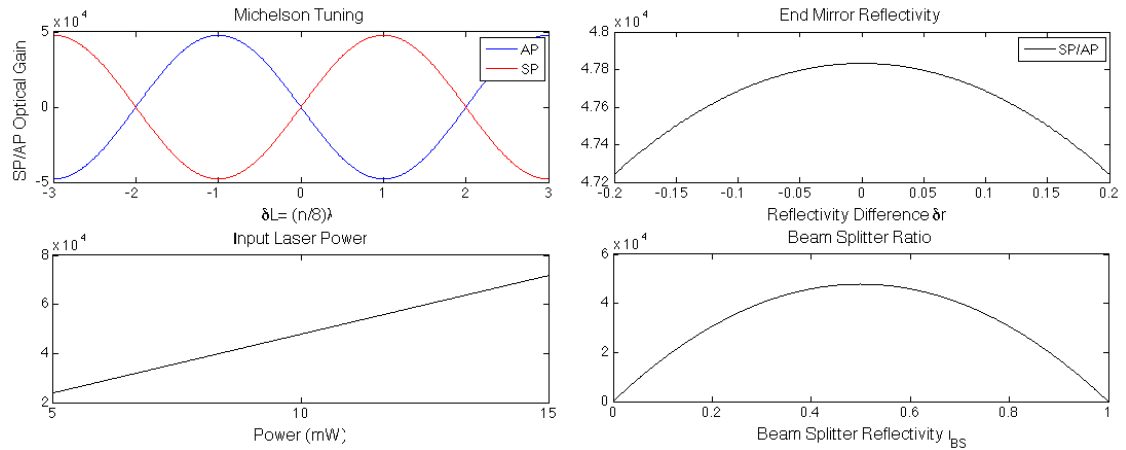 Michelson Tuning
5 x 10^4
0
-5
-3 -2 -1 0 1 2 3
SP/AP Optical Gain
AP
SP
δL= (n/8)λ
End Mirror Reflectivity
x 10^4
4.8
4.78
4.76
4.74
4.72
-0.2 -0.15 -0.1 -0.05 0 0.05 0.1 0.15 0.2
SP/AP
Reflectivity Difference δr
Input Laser Power
x 10^4
8
6
4
2
5 10 15
Power (mW)
Beam Splitter Ratio
x 10^4
6
4
2
0
0 0.2 0.4 0.6 0.8 1
Beam Splitter Reflectivity BS